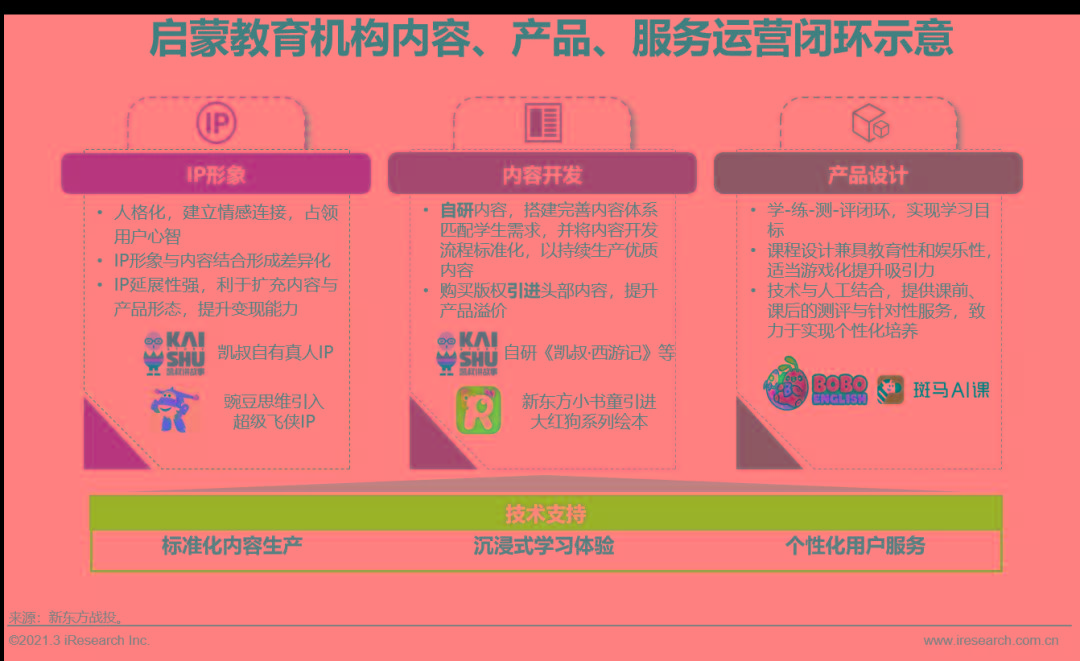 启蒙教育机构内容、产品、服务运营闭环示意
IP
IP形象
人格化，建立情感连接，占领
用户心智
IP形象与内容结合形成差异化
IP延展性强，利于扩充内容与
产品形态，提升变现能力
KAI
SHU
凯叔讲故事
凯叔自有真人IP
豌豆思维引入
超级飞侠IP
内容开发
自研内容，搭建完善内容体系
匹配学生需求，并将内容开发
流程标准化，以持续生产优质
内容
购买版权引进头部内容，提升
产品溢价
KAI
SHU
凯叔讲故事
自研《凯叔·西游记》等
R
新东方小书童引进
大红狗系列绘本
产品设计
学-练-测-评闭环，实现学习目
标
课程设计兼具教育性和娱乐性，
适当游戏化提升吸引力
技术与人工结合，提供课前、
课后的测评与针对性服务，致
力于实现个性化培养
BOBO
ENGLISH
斑马AI课
技术支持
标准化内容生产
沉浸式学习体验
个性化用户服务
来源：新东方战投。
©2021.3 iResearch Inc.
www.iresearch.com.cn